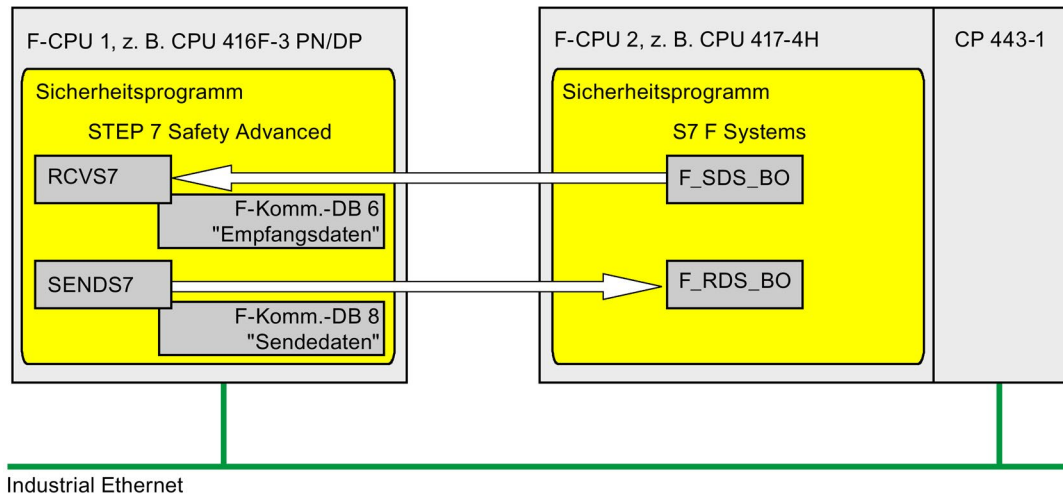 F-CPU 1, z. B. CPU 416F-3 PN/DP
Sicherheitsprogramm
STEP 7 Safety Advanced
RCVS7
F-Komm.-DB 6
"Empfangsdaten"
SENDS7
F-Komm.-DB 8
"Sendedaten"
F-CPU 2, z. B. CPU 417-4H
Sicherheitsprogramm
S7 F Systems
F_SDS_BO
F_RDS_BO
CP 443-1
Industrial Ethernet